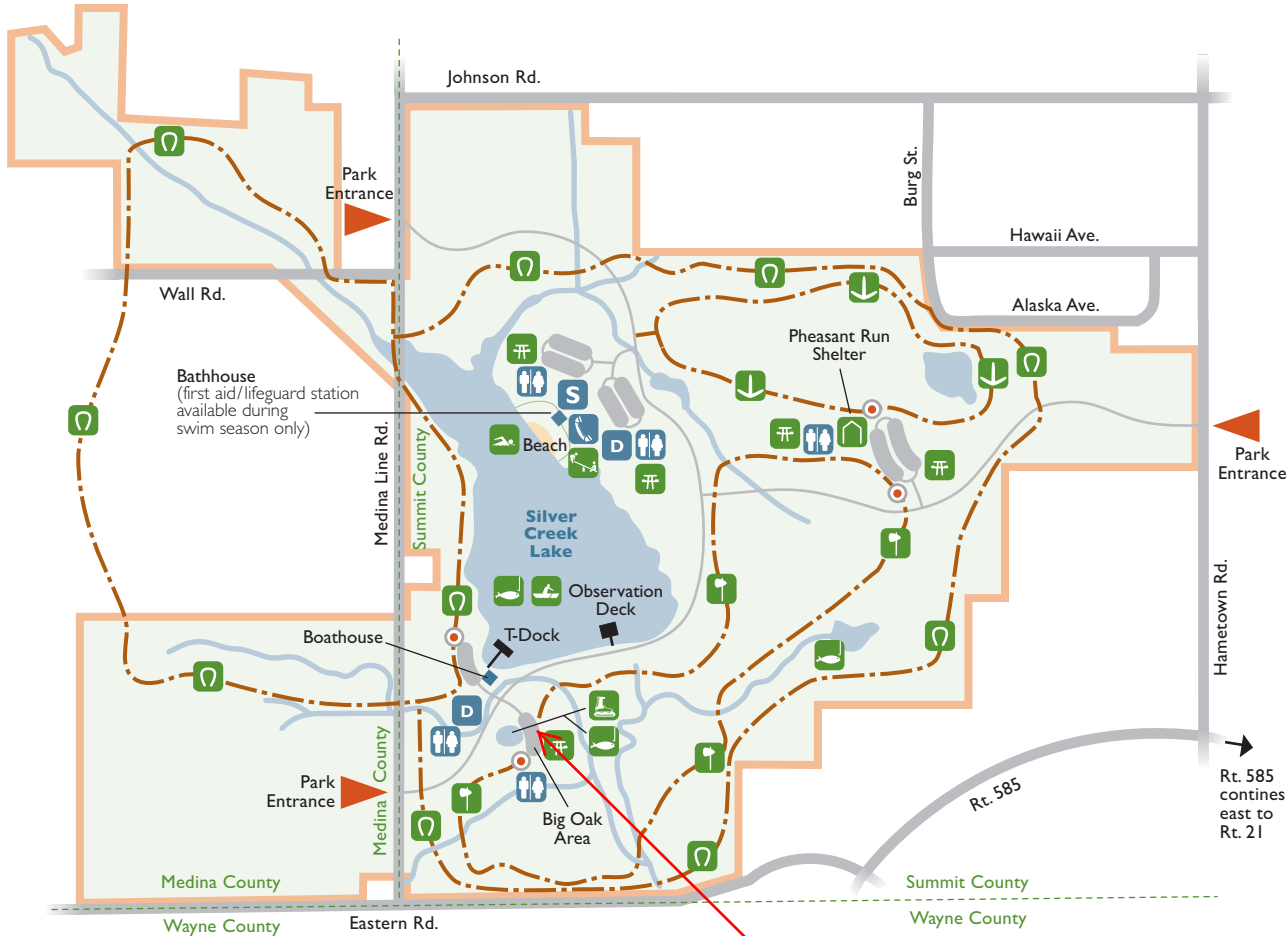 Johnson Rd.
Burg St.
Park
Entrance
Hawaii Ave.
Wall Rd.
Alaska Ave.
Pheasant Run
Shelter
Bathhouse
(first aid/lifeguard station
available during
swim season only)
S
Beach
D
Medina Line Rd.
Summit County
Park
Entrance
Silver
Creek
Lake
Observation
Deck
T-Dock
Boathouse
Hametown Rd.
D
Medina County
Park
Entrance
Big Oak
Area
Rt. 585
Rt. 585
contines
east to
Rt. 21
Medina County
Summit County
Wayne County
Eastern Rd.
Wayne County